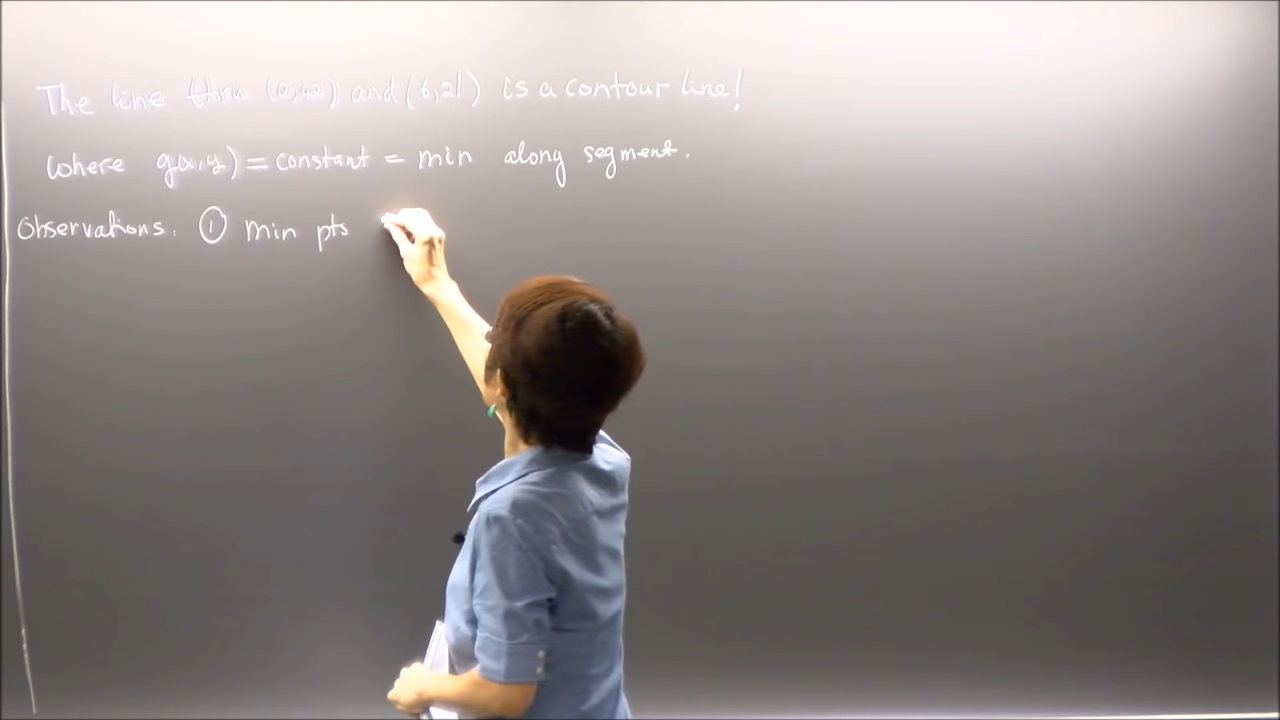 The line thru (0,42) and (6,21) is a contour line!
where g(x,y) = constant = min along segment.
Observations: ① min pts